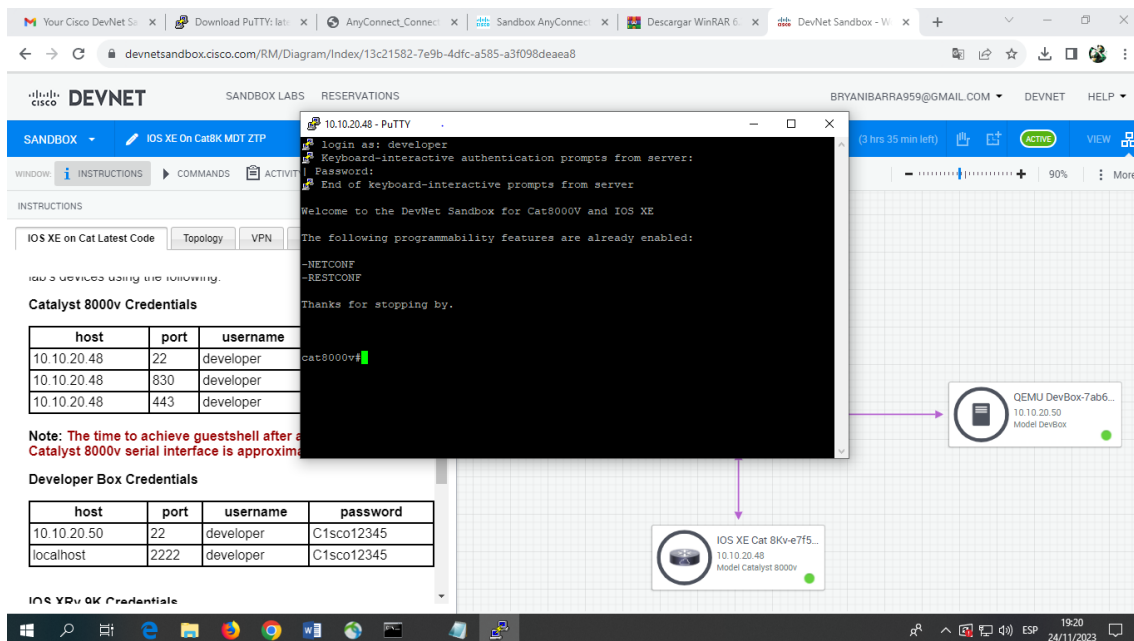 Your Cisco DevNet Sa
Download PuTTY: late
AnyConnect_Connect
Sandbox AnyConnec
Descargar WinRAR 6.
DevNet Sandbox - W
devnetsandbox.cisco.com/RM/Diagram/Index/13c21582-7e9b-4dfc-a585-a3f098deaea8
CISCO DEVNET
SANDBOX LABS
RESERVATIONS
BRYANIBARRA959@GMAIL.COM
DEVNET
HELP
SANDBOX
IOS XE On Cat8K MDT ZTP
(3 hrs 35 min left)
ACTIVE
VIEW
WINDOW:
INSTRUCTIONS
COMMANDS
ACTIVIT
90%
More
INSTRUCTIONS
IOS XE on Cat Latest Code
Topology
VPN
lab's devices using the following:
Catalyst 8000v Credentials
host port username
10.10.20.48 22 developer
10.10.20.48 830 developer
10.10.20.48 443 developer
Note: The time to achieve guestshell after a
Catalyst 8000v serial interface is approxima
Developer Box Credentials
host port username password
10.10.20.50 22 developer C1sco12345
localhost 2222 developer C1sco12345
IOS XRv 9K Credentials
10.10.20.48 - PuTTY
login as: developer
Keyboard-interactive authentication prompts from server:
| Password:
End of keyboard-interactive prompts from server
Welcome to the DevNet Sandbox for Cat8000V and IOS XE
The following programmability features are already enabled:
-NETCONF
-RESTCONF
Thanks for stopping by.
cat8000v#
QEMU DevBox-7ab6...
10.10.20.50
Model DevBox
IOS XE Cat 8Kv-e7f5...
10.10.20.48
Model Catalyst 8000v
ESP
19:20
24/11/2023